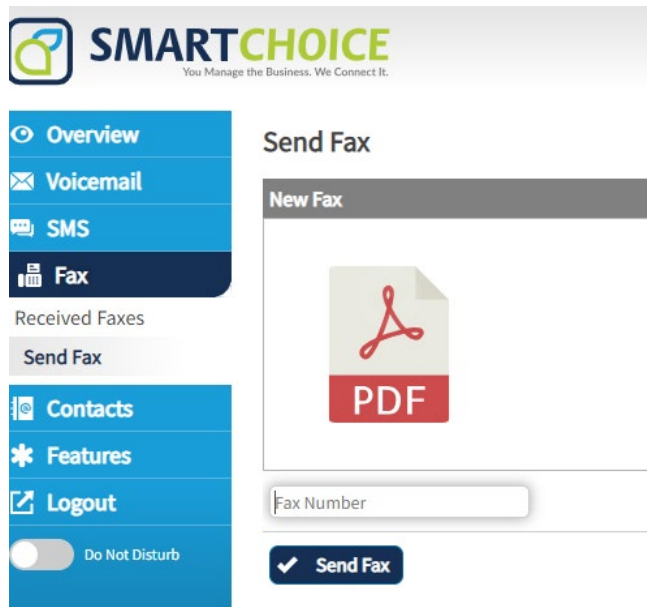 SMARTCHOICE
You Manage the Business. We Connect It.
Overview
Voicemail
SMS
Fax
Received Faxes
Send Fax
Contacts
Features
Logout
Do Not Disturb
Send Fax
New Fax
PDF
Fax Number
Send Fax